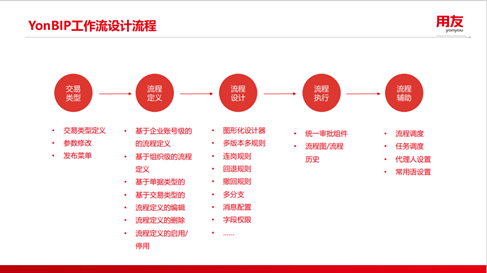 YonBIP工作流设计流程
用友
yonyou
交易
类型
流程
定义
流程
设计
流程
执行
流程
辅助
• 交易类型定义
• 参数修改
• 发布菜单
• 基于企业账号级的
的流程定义
• 基于组织级的流程
定义
• 基于单据类型的
• 基于交易类型的
• 流程定义的编辑
• 流程定义的删除
• 流程定义的启用/
停用
• 图形化设计器
• 多版本多规则
• 连岗规则
• 回退规则
• 撤回规则
• 多分支
• 消息配置
• 字段权限
• ……
• 统一审批组件
• 流程图/流程
历史
• 流程调度
• 任务调度
• 代理人设置
• 常用语设置